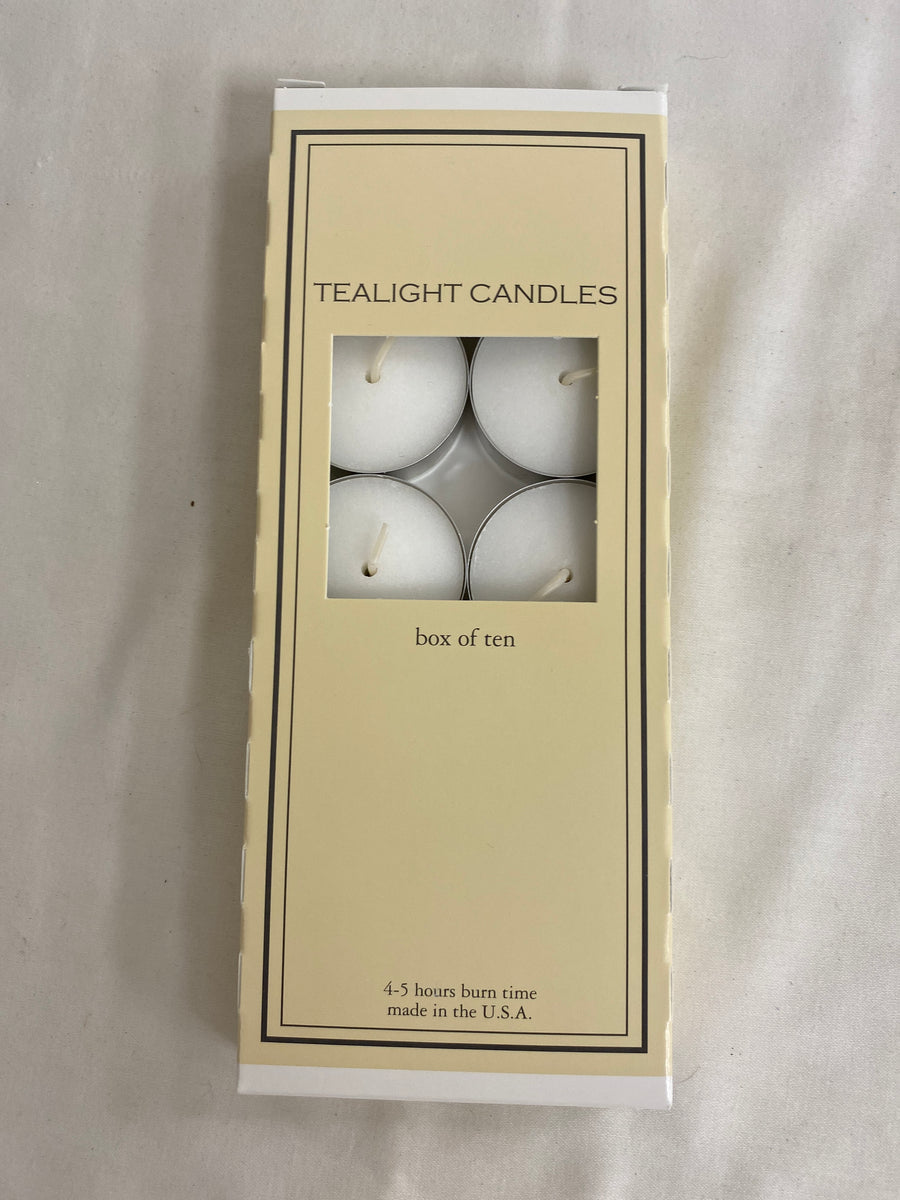 TEALIGHT CANDLES
box of ten
4-5 hours burn time
made in the U.S.A.